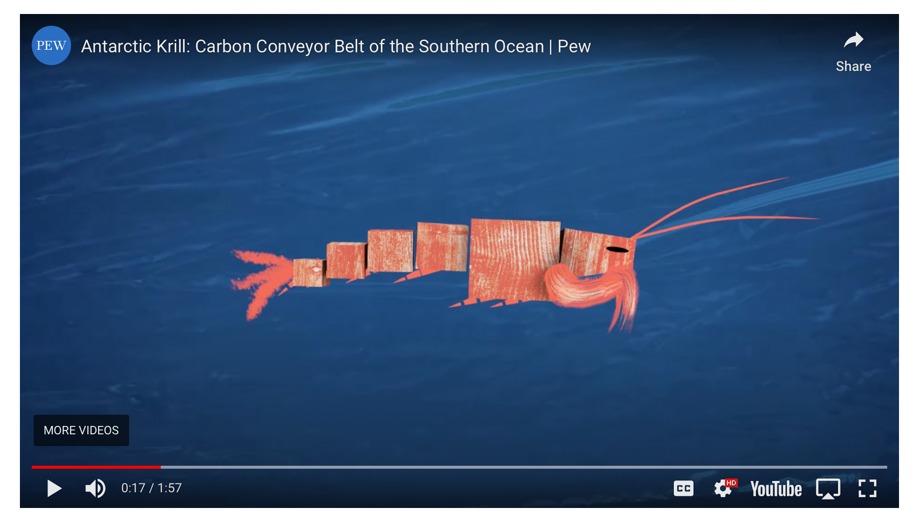 PEW
Antarctic Krill: Carbon Conveyor Belt of the Southern Ocean | Pew
Share
MORE VIDEOS
0:17 / 1:57
CC
HD
YouTube